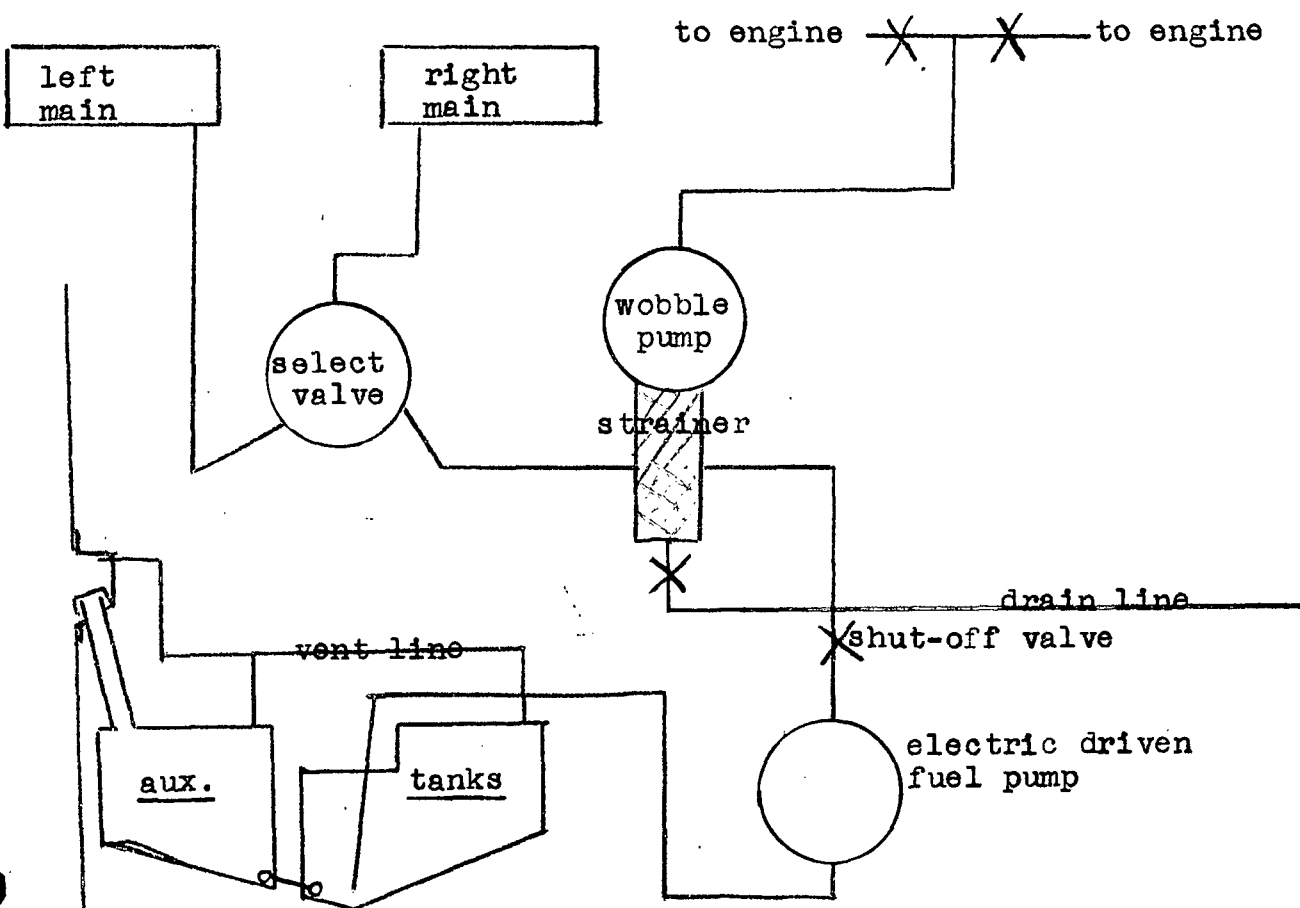 to engine
to engine
left
main
right
main
wobble
pump
select
valve
strainer
drain line
shut-off valve
vent line
electric driven
fuel pump
aux.
tanks